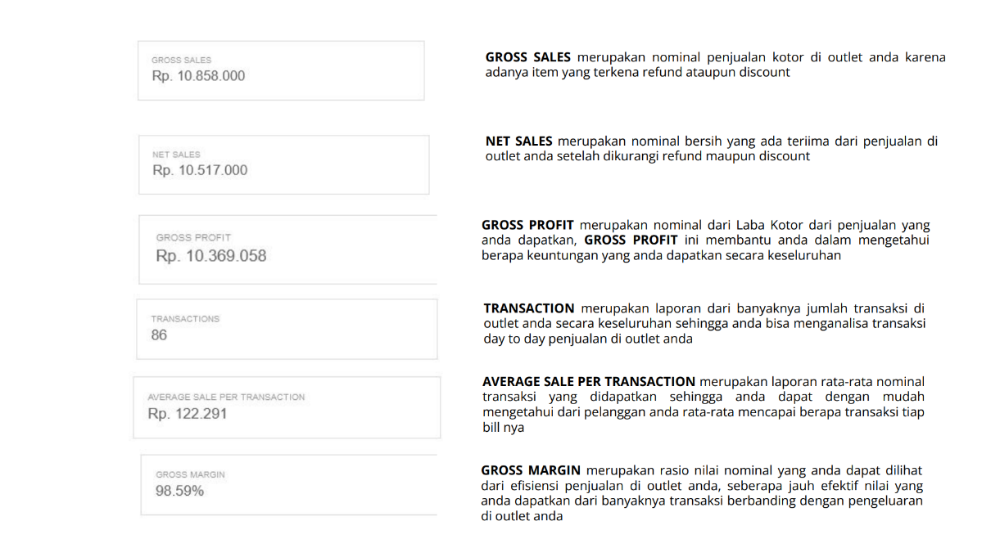 GROSS SALES
Rp. 10.858.000
GROSS SALES merupakan nominal penjualan kotor di outlet anda karena
adanya item yang terkena refund ataupun discount
NET SALES
Rp. 10.517.000
NET SALES merupakan nominal bersih yang ada teriima dari penjualan di
outlet anda setelah dikurangi refund maupun discount
GROSS PROFIT
Rp. 10.369.058
GROSS PROFIT merupakan nominal dari Laba Kotor dari penjualan yang
anda dapatkan, GROSS PROFIT ini membantu anda dalam mengetahui
berapa keuntungan yang anda dapatkan secara keseluruhan
TRANSACTIONS
86
TRANSACTION merupakan laporan dari banyaknya jumlah transaksi di
outlet anda secara keseluruhan sehingga anda bisa menganalisa transaksi
day to day penjualan di outlet anda
AVERAGE SALE PER TRANSACTION
Rp. 122.291
AVERAGE SALE PER TRANSACTION merupakan laporan rata-rata nominal
transaksi yang didapatkan sehingga anda dapat dengan mudah
mengetahui dari pelanggan anda rata-rata mencapai berapa transaksi tiap
bill nya
GROSS MARGIN
98.59%
GROSS MARGIN merupakan rasio nilai nominal yang anda dapat dilihat
dari efisiensi penjualan di outlet anda, seberapa jauh efektif nilai yang
anda dapatkan dari banyaknya transaksi berbanding dengan pengeluaran
di outlet anda